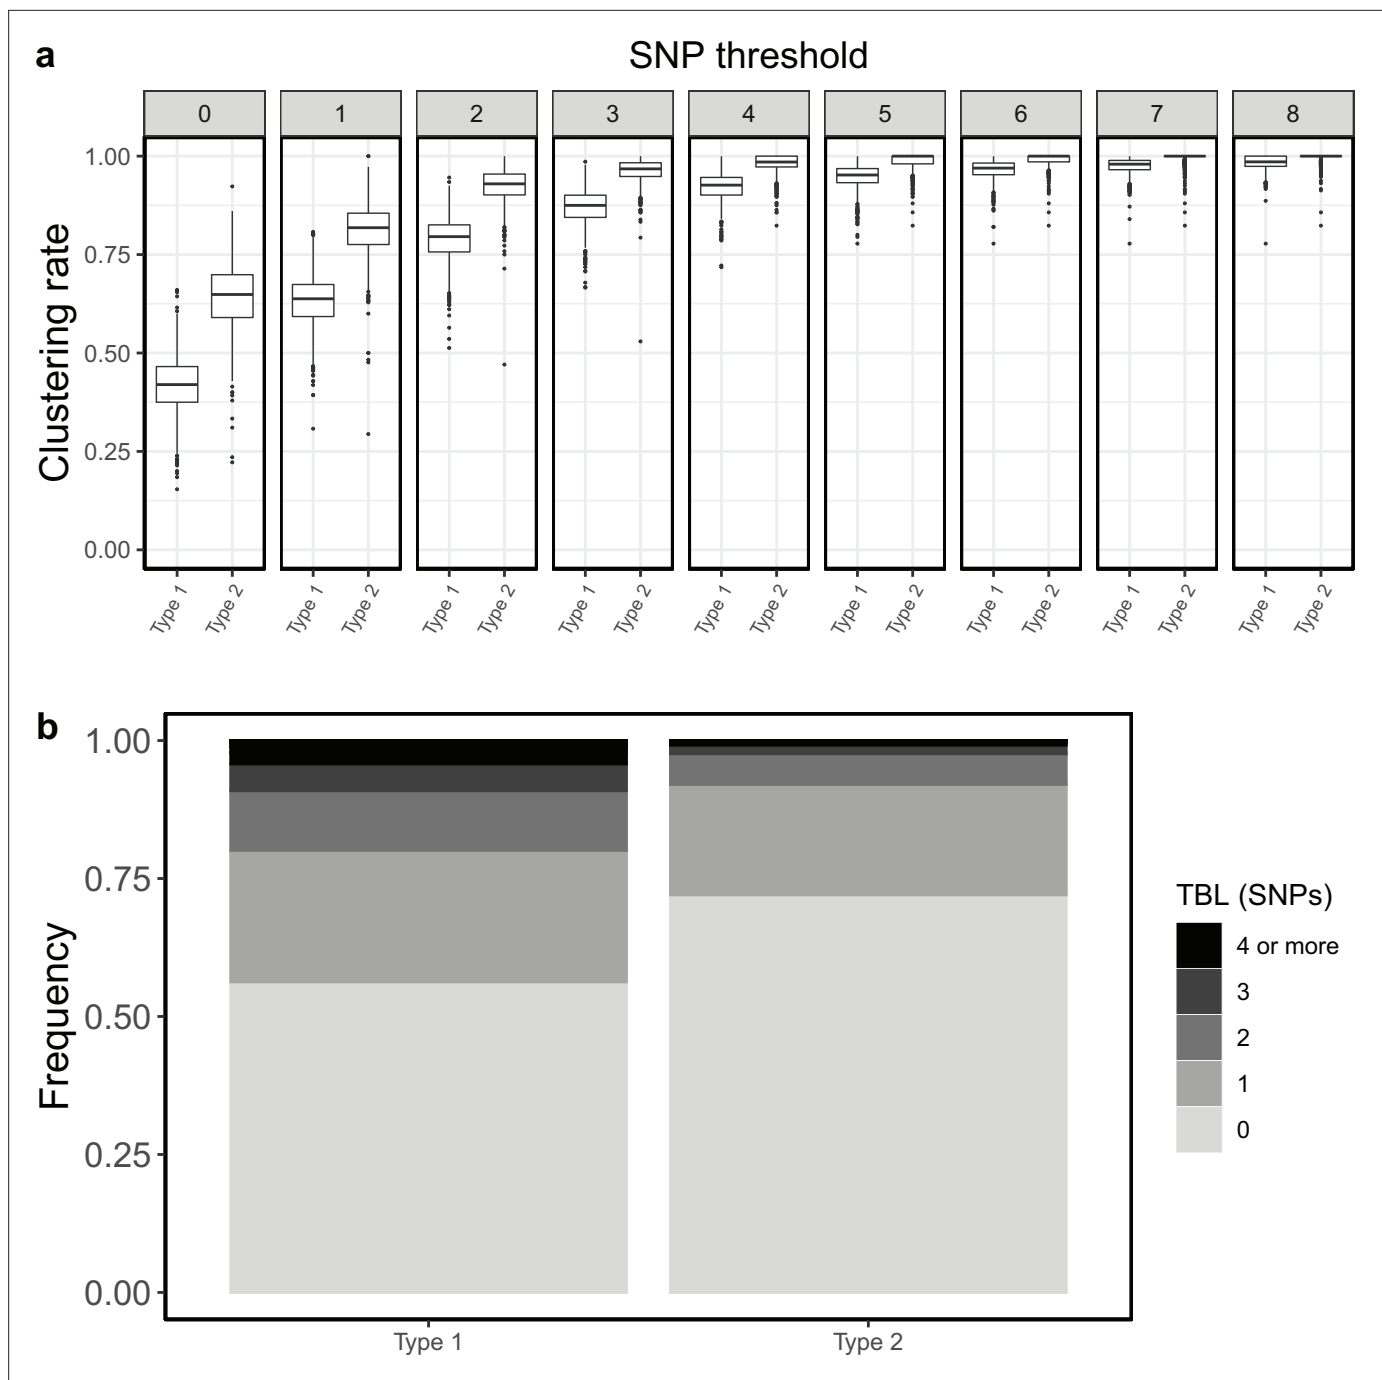 a
SNP threshold
0 1 2 3 4 5 6 7 8
Clustering rate
1.00
0.75
0.50
0.25
0.00
Type 1 Type 2 Type 1 Type 2 Type 1 Type 2 Type 1 Type 2 Type 1 Type 2 Type 1 Type 2 Type 1 Type 2 Type 1 Type 2 Type 1 Type 2
b
Frequency
1.00
0.75
0.50
0.25
0.00
Type 1 Type 2
TBL (SNPs)
4 or more
3
2
1
0